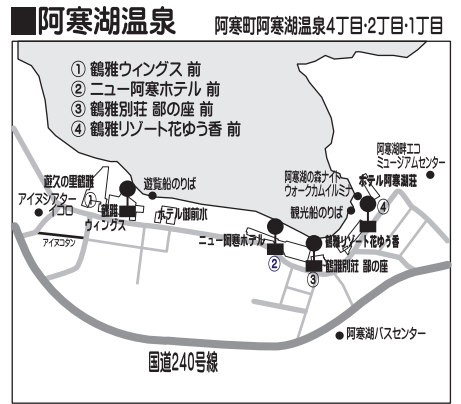 ■阿寒湖温泉
阿寒町阿寒湖温泉4丁目・2丁目・1丁目
① 鶴雅ウィングス 前
② ニュー阿寒ホテル 前
③ 鶴雅別荘 鄙の座 前
④ 鶴雅リゾート花ゆう香 前
阿寒湖畔エコ
ミュージアムセンター
遊久の里鶴雅
遊覧船のりば
阿寒湖の森ナイト
ウォークカムイルミナ
ホテル阿寒湖荘
アイヌシアター
イコロ
①
鶴雅
ウィングス
ホテル御前水
観光船のりば
④
アイヌコタン
ニュー阿寒ホテル
鶴雅リゾート花ゆう香
②
鶴雅別荘 鄙の座
③
阿寒湖バスセンター
国道240号線